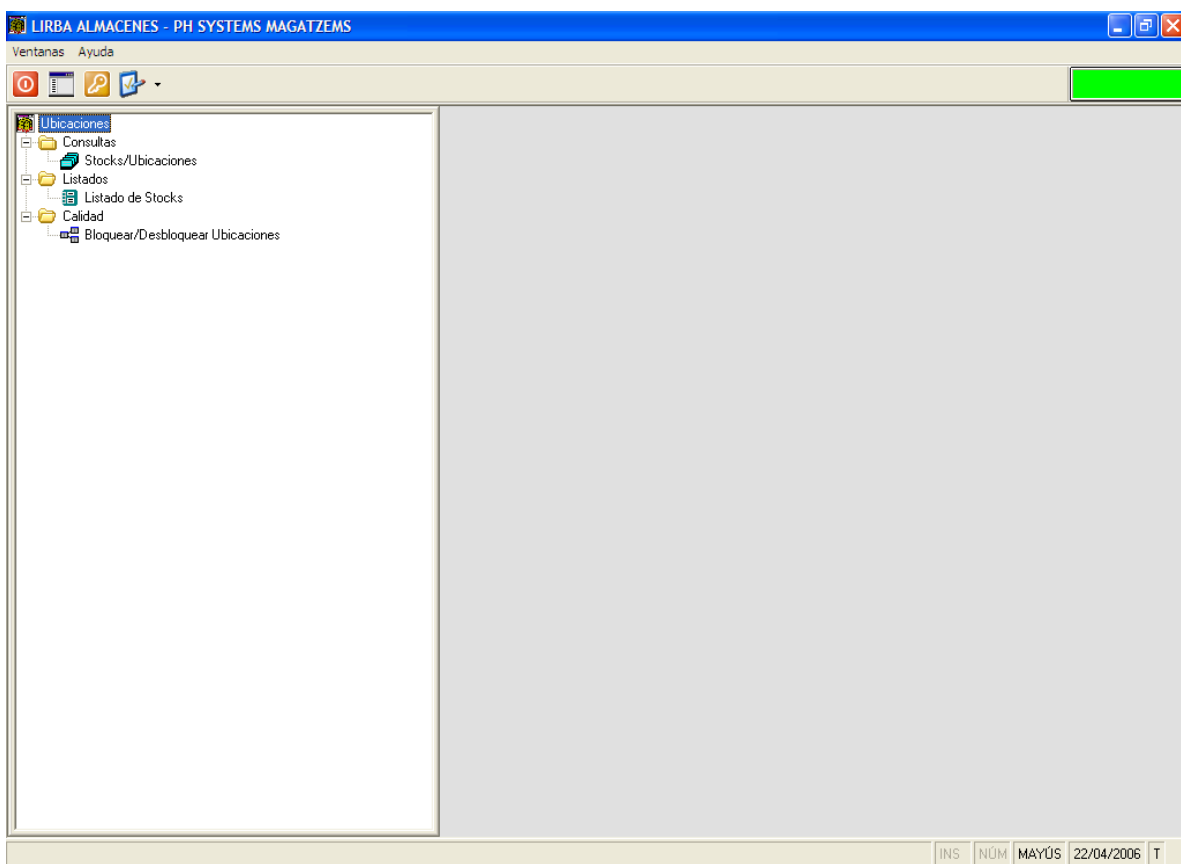 LIRBA ALMACENES - PH SYSTEMS MAGATZEMS
Ventanas Ayuda
Ubicaciones
Consultas
Stocks/Ubicaciones
Listados
Listado de Stocks
Calidad
Bloquear/Desbloquear Ubicaciones
INS NÚM MAYÚS 22/04/2006 T